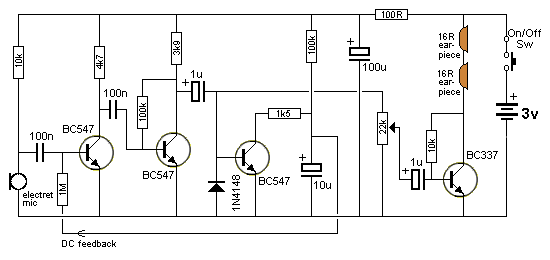 100R
16R
ear-
piece
On/Off
Sw
10k
4k7
3k9
100k
100u
16R
ear-
piece
100n
100k
1u
3v
100n
BC547
1k5
22k
10k
BC337
electret
mic
1M
BC547
1N4148
BC547
10u
1u
DC feedback